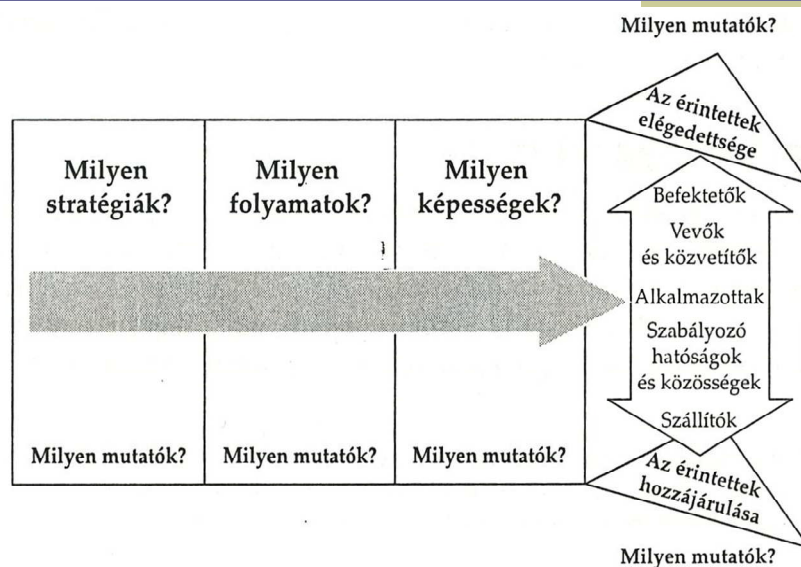 Milyen mutatók?
Az érintettek
elégedettsége
Milyen
stratégiák?
Milyen
folyamatok?
Milyen
képességek?
Befektetők
Vevők
és közvetítők
Alkalmazottak
Szabályozó
hatóságok
és közösségek
Szállítók
Milyen mutatók?
Milyen mutatók?
Milyen mutatók?
Az érintettek
hozzájárulása
Milyen mutatók?